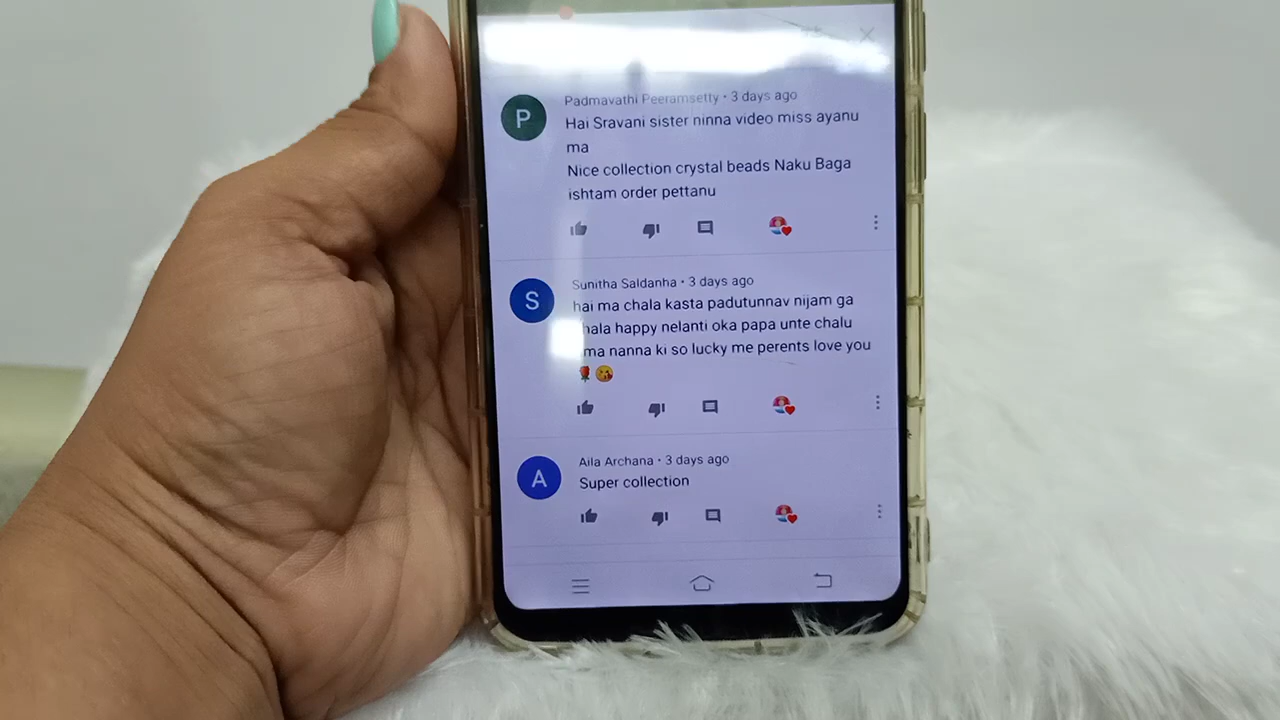 P
Padmavathi Peeramsetty • 3 days ago
Hai Sravani sister ninna video miss ayanu
ma
Nice collection crystal beads Naku Baga
ishtam order pettanu
S
Sunitha Saldanha • 3 days ago
hai ma chala kasta padutunnav nijam ga
happy nelanti oka papa unte chalu
ma nanna ki so lucky me perents love you
🌹😘
A
Aila Archana • 3 days ago
Super collection